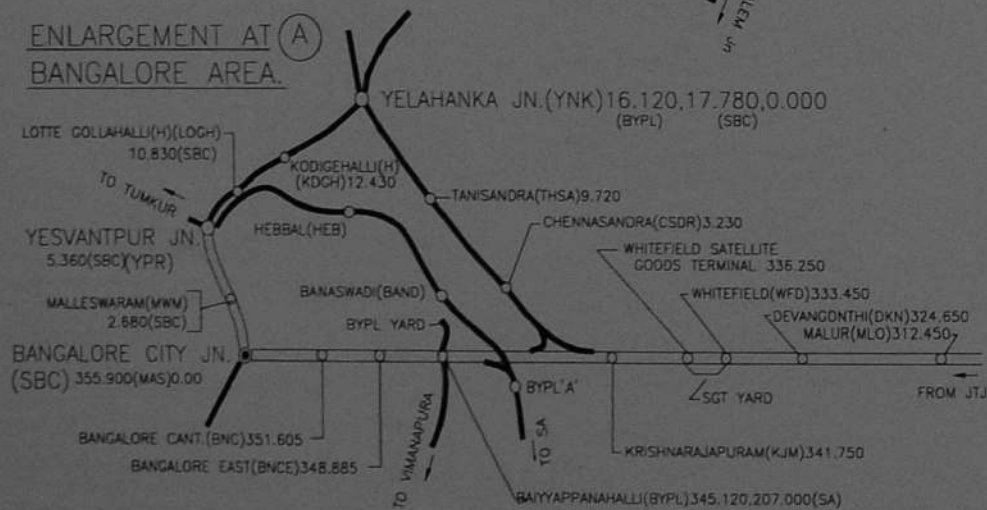 ENLARGEMENT AT A
BANGALORE AREA.
LEM Jn
YELAHANKA JN.(YNK)16.120,17.780,0.000
(BYPL) (SBC)
LOTTE GOLLAHALLI(H)(LOGH)
10.830(SBC)
KODIGEHALLI(H)
(KDGH)12.430
TO TUMKUR
TANISANDRA(THSA)9.720
CHENNASANDRA(CSDR)3.230
HEBBAL(HEB)
YESVANTPUR JN.
5.360(SBC)(YPR)
WHITEFIELD SATELLITE
GOODS TERMINAL 336.250
BANASWADI(BAND)
WHITEFIELD(WFD)333.450
MALLESWARAM(MWM)
2.680(SBC)
DEVANGONTHI(DKN)324.650
MALUR(MLO)312.450
BYPL YARD
BANGALORE CITY JN.
(SBC) 355.900(MAS)0.00
BYPL'A'
SGT YARD
FROM JTJ
BANGALORE CANT.(BNC)351.605
TO VIMANAPURA
TO SA
KRISHNARAJAPURAM(KJM)341.750
BANGALORE EAST(BNCE)348.885
BAIYYAPPANAHALLI(BYPL)345.120,207.000(SA)